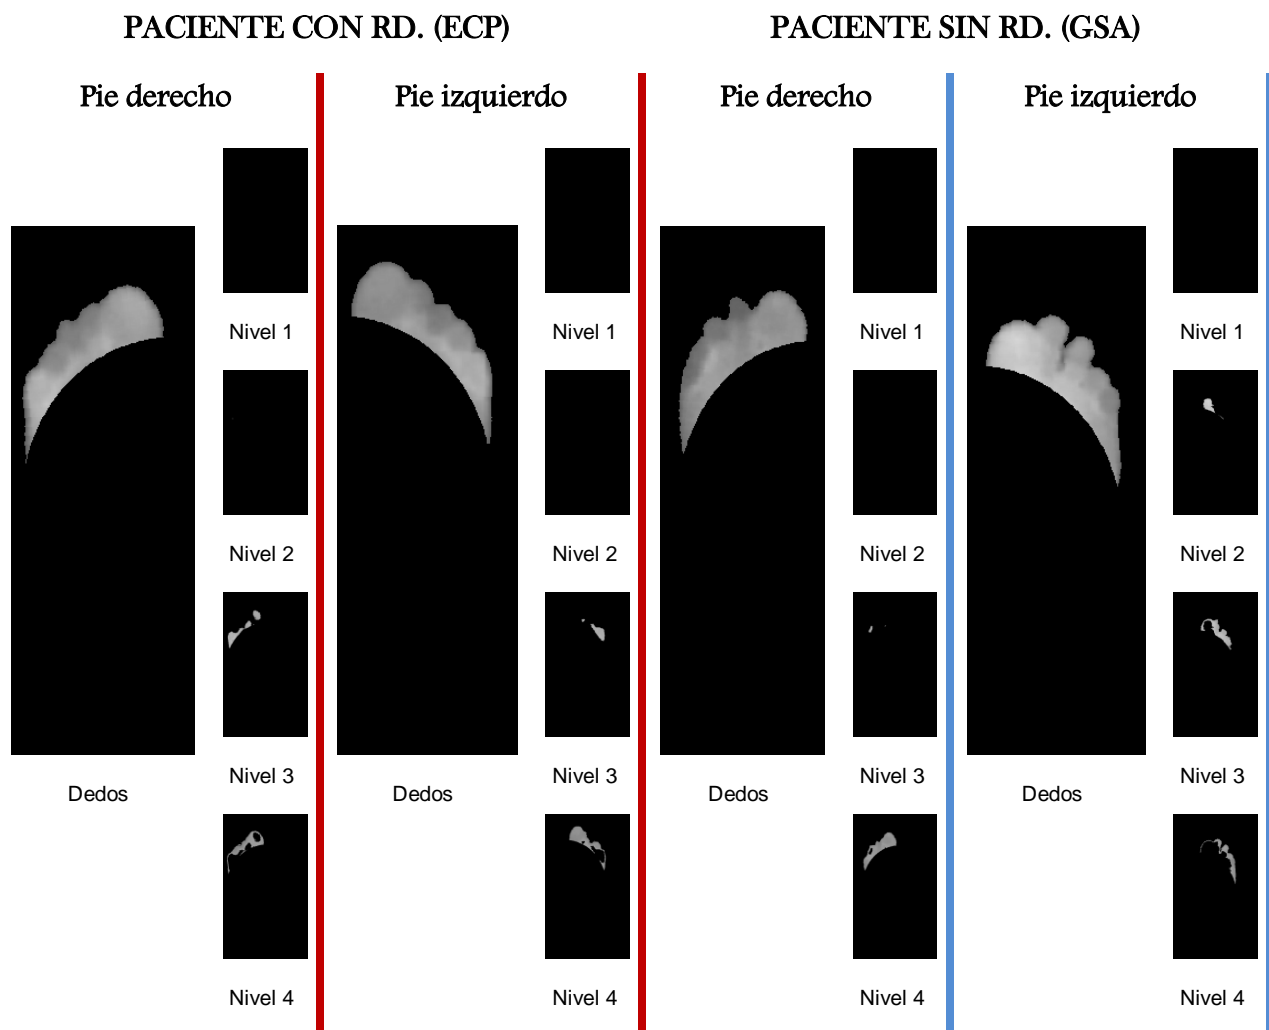 PACIENTE CON RD. (ECP)
PACIENTE SIN RD. (GSA)
Pie derecho
Pie izquierdo
Pie derecho
Pie izquierdo
Nivel 1
Nivel 1
Nivel 1
Nivel 1
Nivel 2
Nivel 2
Nivel 2
Nivel 2
Nivel 3
Nivel 3
Nivel 3
Nivel 3
Dedos
Dedos
Dedos
Dedos
Nivel 4
Nivel 4
Nivel 4
Nivel 4